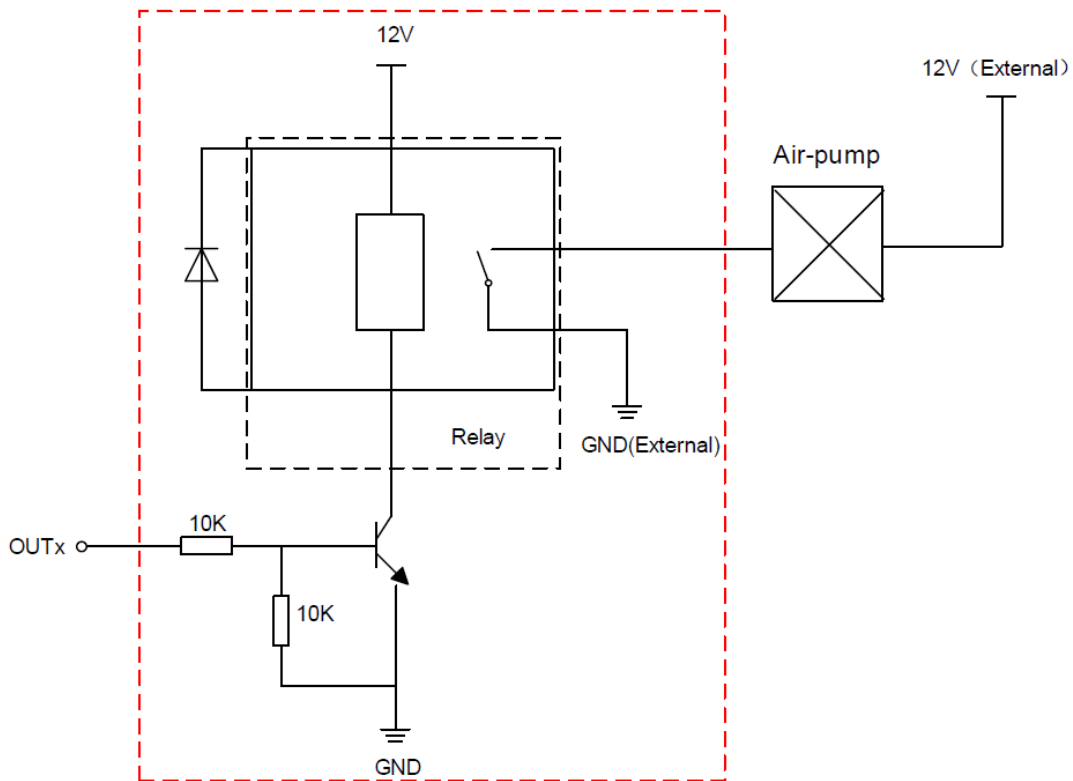 12V
12V（External）
Air-pump
Relay
GND(External)
10K
OUTx
10K
GND